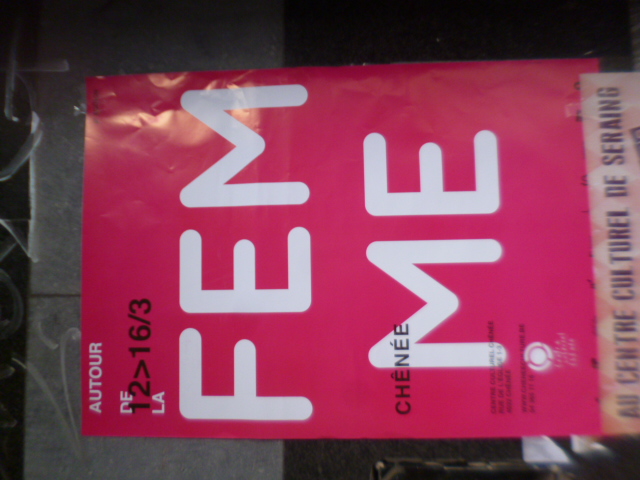 AUTOUR
DE
12>16/3
LA
FEM
ME
CHÊNÉE
AU CENTRE CULTUREL DE SERAING